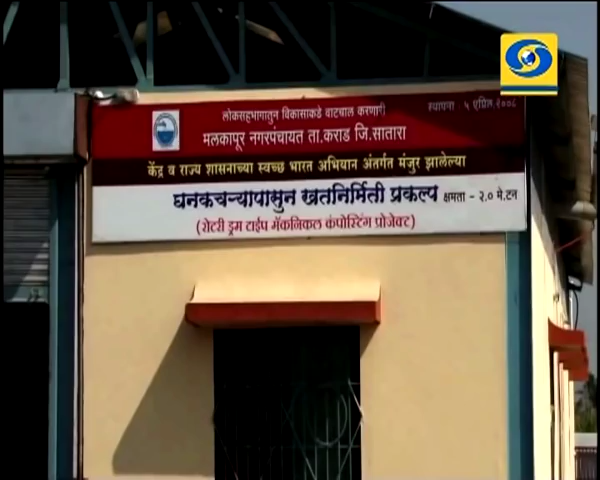 लोकसहभागातुन विकासाकडे वाटचाल करणारी स्थापना ५ एप्रिल.२००८
मलकापूर नगरपंचायत ता.कराड जि.सातारा
केंद्र व राज्य शासनाच्या स्वच्छ भारत अभियान अंतर्गत मंजुर झालेल्या
घनकचऱ्यापासुन खतनिर्मिती प्रकल्प क्षमता - २.० मे.टन
(रोटरी ड्रम टाईप मॅकनिकल कंपोस्टिंग प्रोजेक्ट)